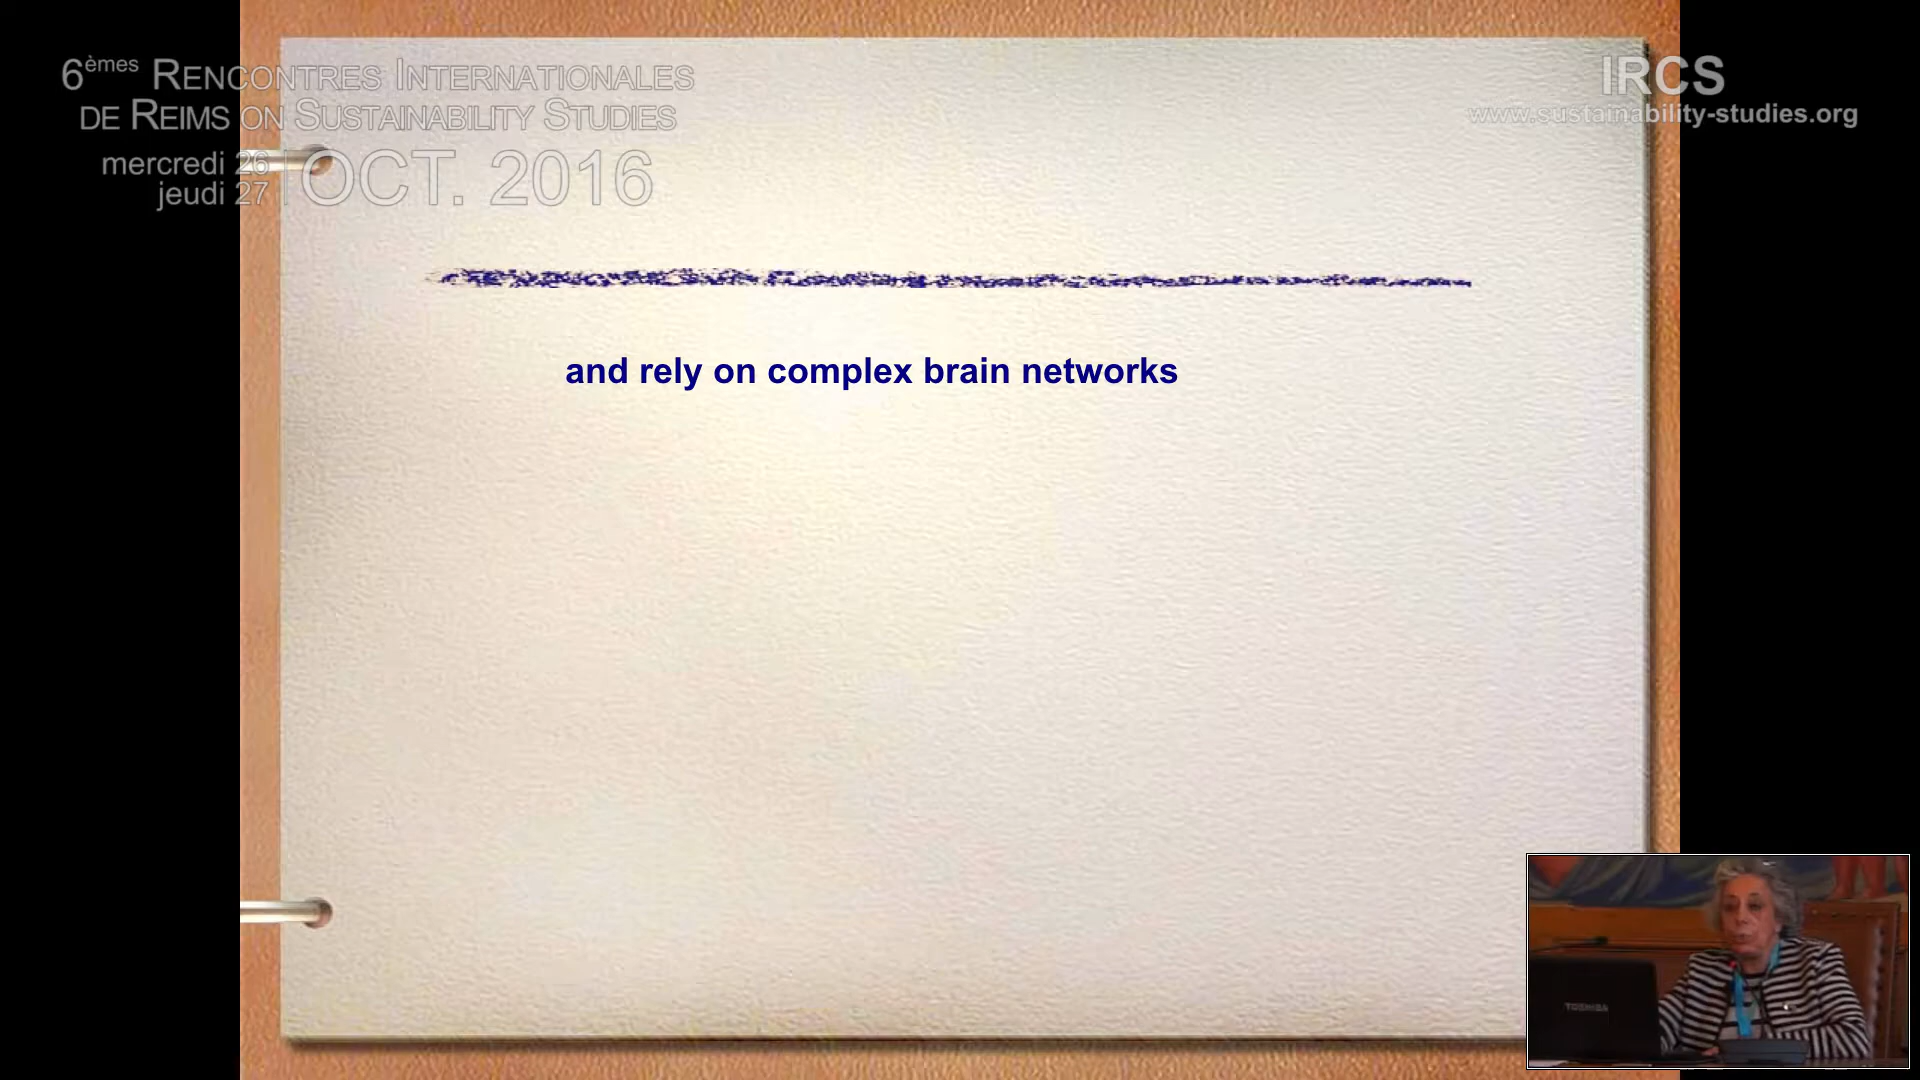 6èmes RENCONTRES INTERNATIONALES
DE REIMS ON SUSTAINABILITY STUDIES
mercredi 26
jeudi 27
OCT. 2016
IRCS
www.sustainability-studies.org
and rely on complex brain networks
TOSHIBA